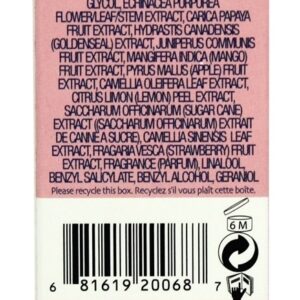 GLYCOL, ECHINACEA PURPUREA
FLOWER/LEAF/STEM EXTRACT, CARICA PAPAYA
FRUIT EXTRACT, HYDRASTIS CANADENSIS
(GOLDENSEAL) EXTRACT, JUNIPERUS COMMUNIS
FRUIT EXTRACT, MANGIFERA INDICA (MANGO)
FRUIT EXTRACT, PYRUS MALUS (APPLE) FRUIT
EXTRACT, CAMELLIA OLEIFERA LEAF EXTRACT,
CITRUS LIMON (LEMON) PEEL EXTRACT,
SACCHARUM OFFICINARUM (SUGAR CANE)
EXTRACT ((SACCHARUM OFFICINARUM) EXTRAIT
DE CANNE A SUCRE), CAMELLIA SINENSIS LEAF
EXTRACT, FRAGARIA VESCA (STRAWBERRY) FRUIT
EXTRACT, FRAGRANCE (PARFUM), LINALOOL,
BENZYL SALICYLATE, BENZYL ALCOHOL, GERANIOL
Please recycle this box. Recyclez s'il vous plaît cette boîte.
6M
6 81619 20068 7